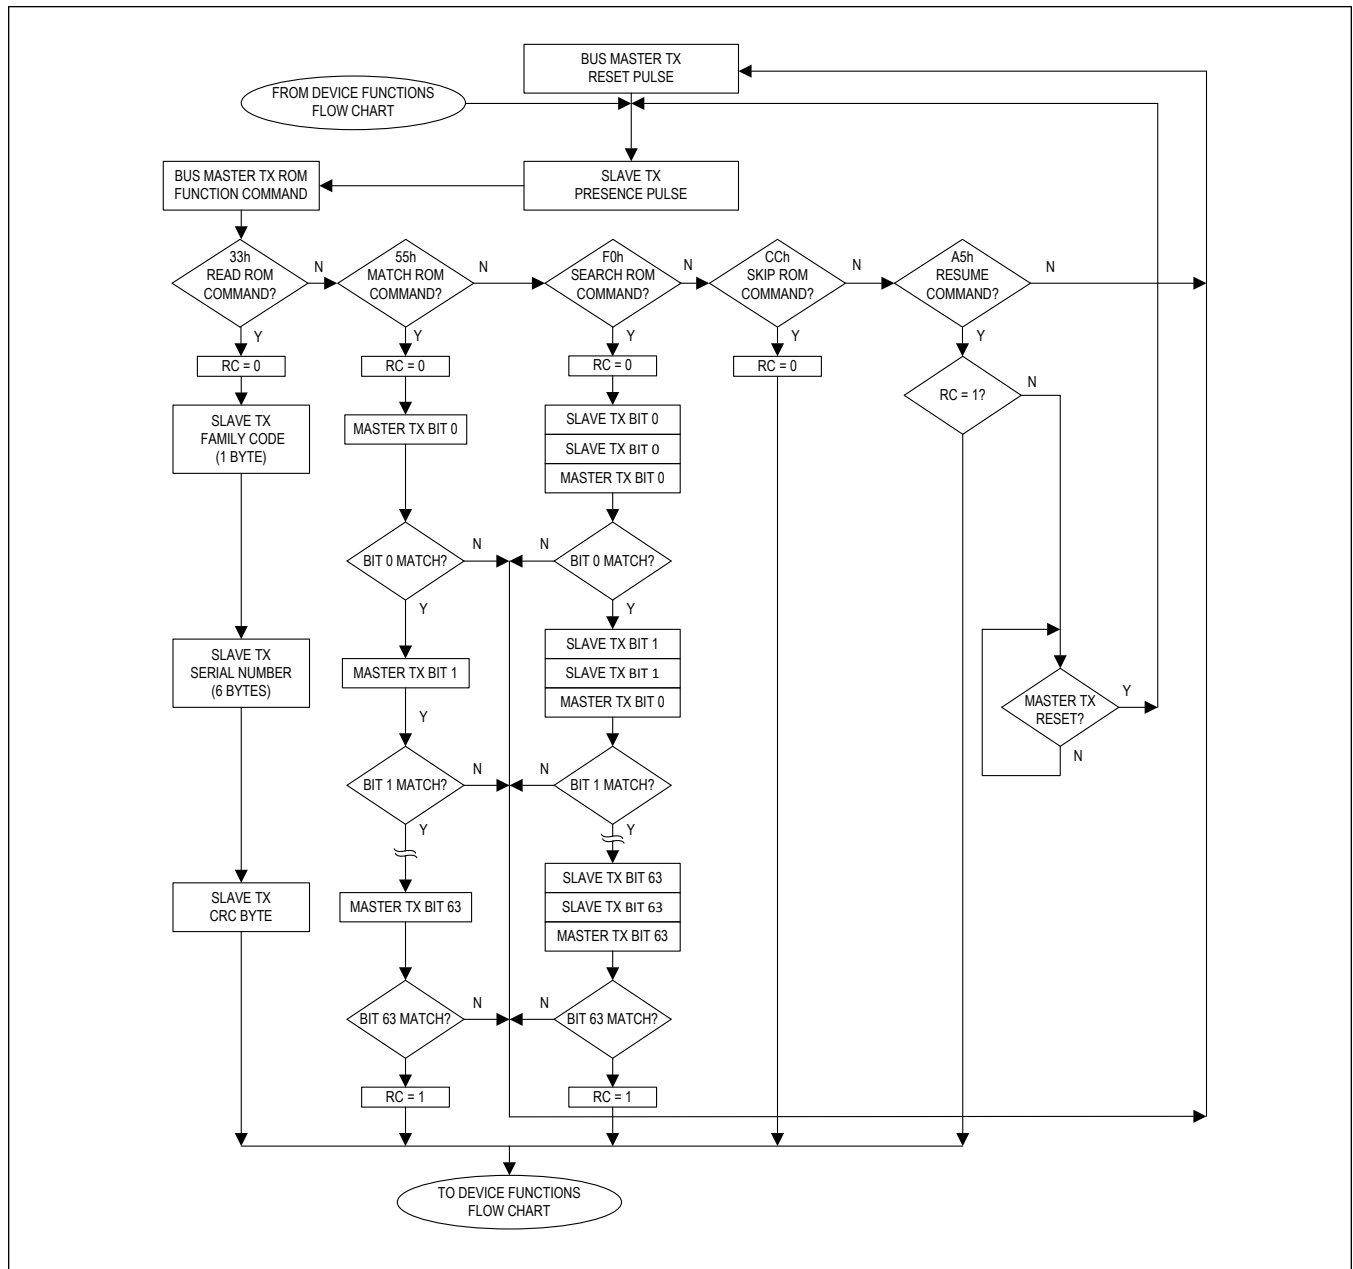 BUS MASTER TX
RESET PULSE
FROM DEVICE FUNCTIONS
FLOW CHART
BUS MASTER TX ROM
FUNCTION COMMAND
SLAVE TX
PRESENCE PULSE
33h
READ ROM
COMMAND?
N
Y
55h
MATCH ROM
COMMAND?
N
Y
F0h
SEARCH ROM
COMMAND?
N
Y
CCh
SKIP ROM
COMMAND?
N
Y
A5h
RESUME
COMMAND?
N
Y
RC = 0
RC = 0
RC = 0
RC = 0
RC = 1?
N
SLAVE TX
FAMILY CODE
(1 BYTE)
MASTER TX BIT 0
SLAVE TX BIT 0
SLAVE TX BIT 0
MASTER TX BIT 0
BIT 0 MATCH?
N
Y
N
BIT 0 MATCH?
Y
SLAVE TX
SERIAL NUMBER
(6 BYTES)
MASTER TX BIT 1
Y
SLAVE TX BIT 1
SLAVE TX BIT 1
MASTER TX BIT 0
MASTER TX
RESET?
Y
N
BIT 1 MATCH?
N
Y
N
BIT 1 MATCH?
Y
SLAVE TX
CRC BYTE
MASTER TX BIT 63
SLAVE TX BIT 63
SLAVE TX BIT 63
MASTER TX BIT 63
BIT 63 MATCH?
N
N
BIT 63 MATCH?
RC = 1
RC = 1
TO DEVICE FUNCTIONS
FLOW CHART